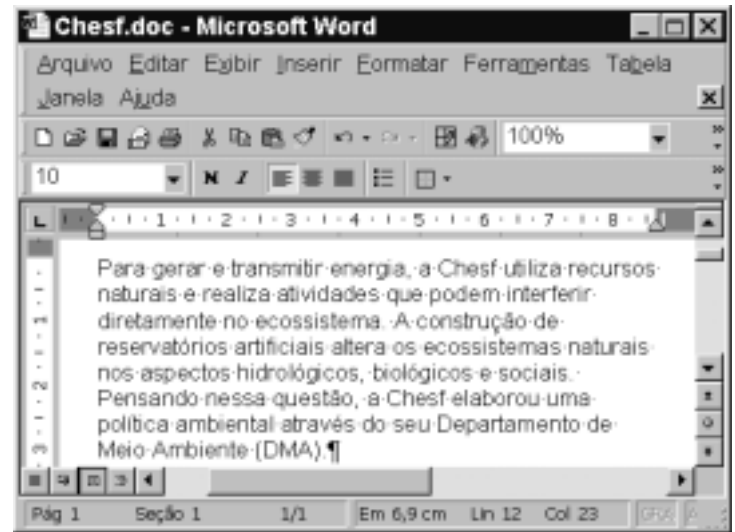 Chesf.doc - Microsoft Word
Arquivo Editar Exibir Inserir Formatar Ferramentas Tabela
Janela Ajuda
100%
10 N I
1 2 3 4 5 6 7 8
Para gerar e transmitir energia, a Chesf utiliza recursos
naturais e realiza atividades que podem interferir
diretamente no ecossistema. A construção de
reservatórios artificiais altera os ecossistemas naturais
nos aspectos hidrológicos, biológicos e sociais.
Pensando nessa questão, a Chesf elaborou uma
política ambiental através do seu Departamento de
Meio Ambiente (DMA).¶
1
2
3
Pág 1 Seção 1 1/1 Em 6,9 cm Lin 12 Col 23 GRA